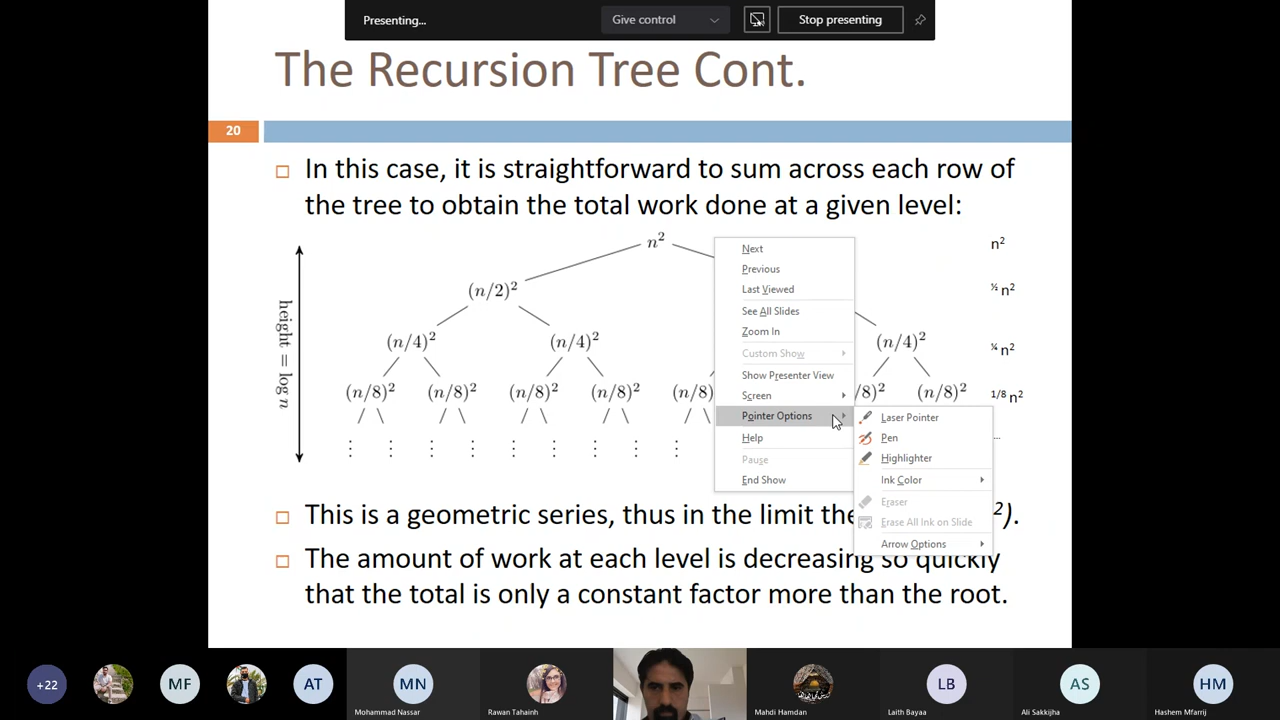 Presenting...
Give control
Stop presenting
The Recursion Tree Cont.
20
In this case, it is straightforward to sum across each row of
the tree to obtain the total work done at a given level:
n²
n²
(n/2)²
½ n²
(n/4)² (n/4)² (n/4)²
¼ n²
(n/8)² (n/8)² (n/8)² (n/8)² (n/8) /8)² (n/8)²
1/8 n²
...
height = log n
Next
Previous
Last Viewed
See All Slides
Zoom In
Custom Show
Show Presenter View
Screen
Pointer Options
Help
Pause
End Show
Laser Pointer
Pen
Highlighter
Ink Color
Eraser
Erase All Ink on Slide
Arrow Options
This is a geometric series, thus in the limit the ²).
The amount of work at each level is decreasing so quickly
that the total is only a constant factor more than the root.
+22
MF
AT
MN
LB
AS
HM
Mohammad Nassar
Rawan Tahainh
Mahdi Hamdan
Laith Bayaa
Ali Sakkijha
Hashem Mfarrij